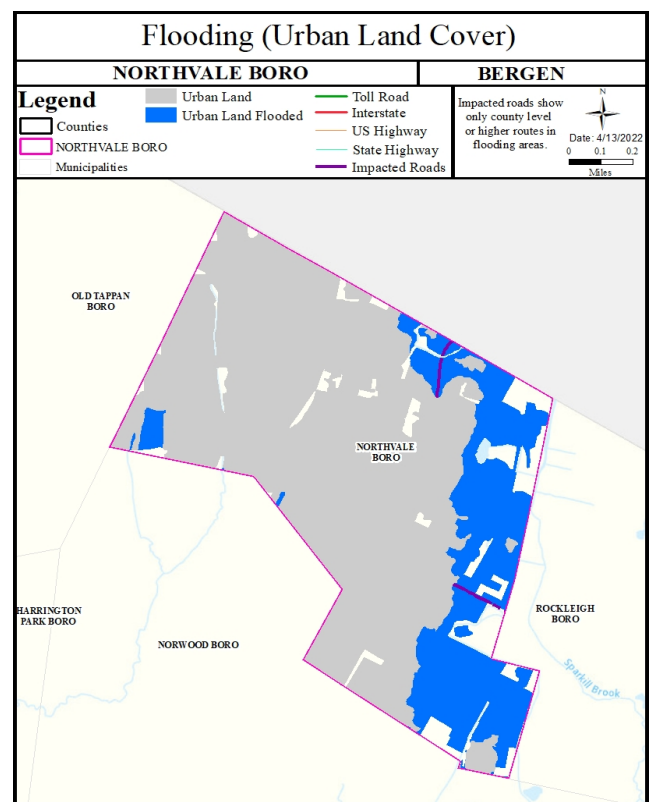 Flooding (Urban Land Cover)
NORTHVALE BORO
BERGEN
Legend
Counties
NORTHVALE BORO
Municipalities
Urban Land
Urban Land Flooded
Toll Road
Interstate
US Highway
State Highway
Impacted Roads
Impacted roads show
only county level
or higher routes in
flooding areas.
N
Date: 4/13/2022
0 0.1 0.2
Miles
OLD TAPPAN
BORO
NORTHVALE
BORO
HARRINGTON
PARK BORO
NORWOOD BORO
ROCKLEIGH
BORO
Sparkill Brook